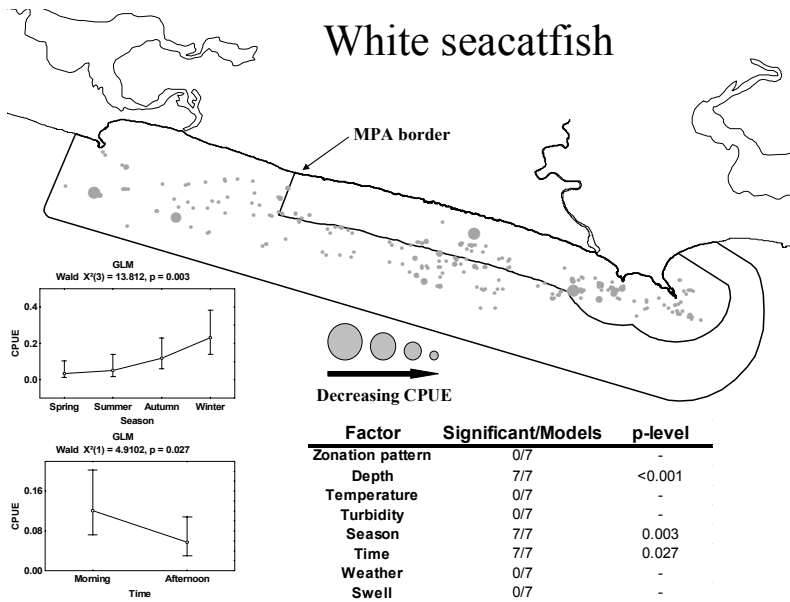 White seacatfish
MPA border
GLM
Wald X²(3) = 13.812, p = 0.003
0.4
0.2
0.0
CPUE
Spring Summer Autumn Winter
Season
GLM
Wald X²(1) = 4.9102, p = 0.027
0.16
0.08
0.00
CPUE
Morning Afternoon
Time
Decreasing CPUE
Factor Significant/Models p-level
Zonation pattern 0/7 -
Depth 7/7 <0.001
Temperature 0/7 -
Turbidity 0/7 -
Season 7/7 0.003
Time 7/7 0.027
Weather 0/7 -
Swell 0/7 -